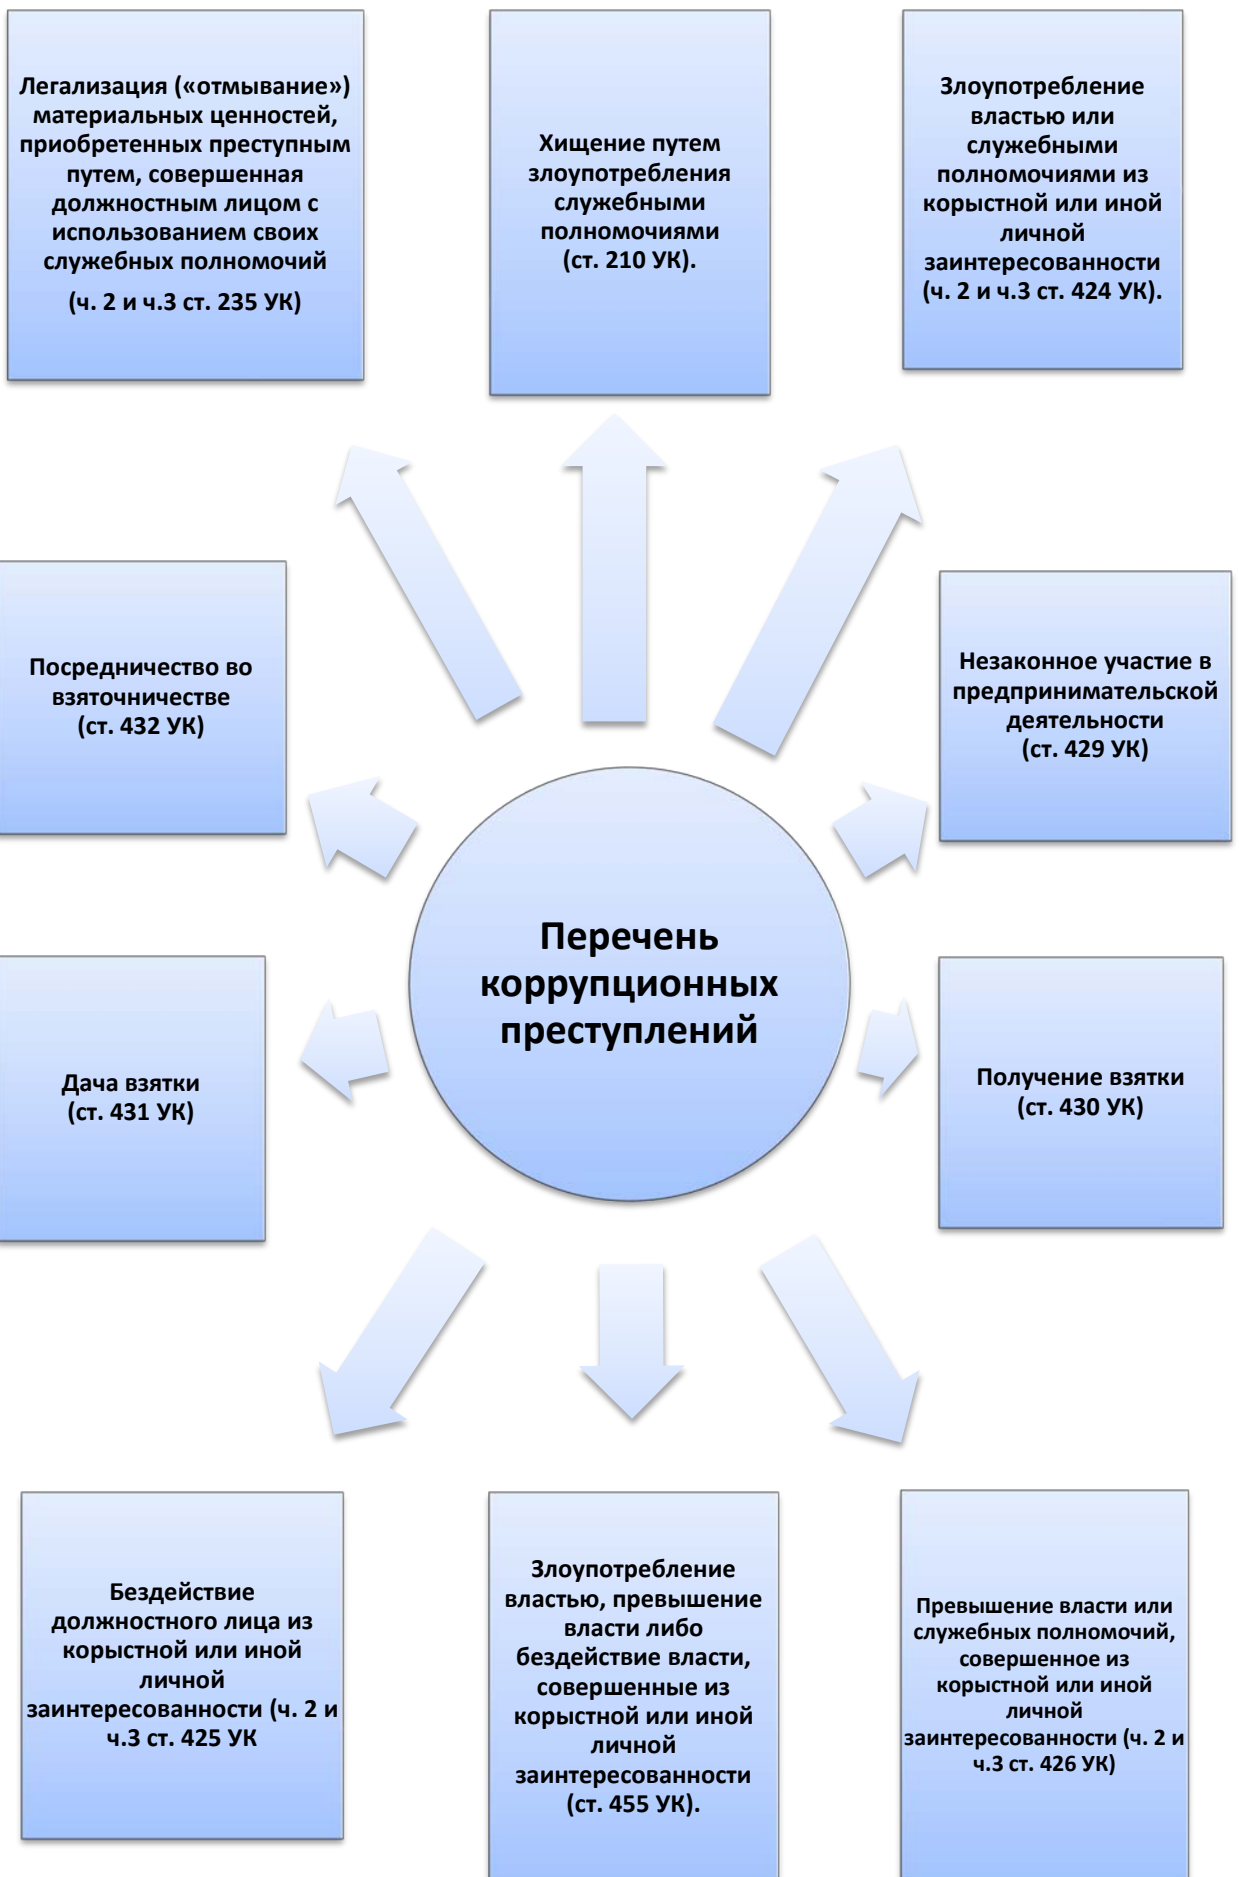 Легализация («отмывание»)
материальных ценностей,
приобретенных преступным
путем, совершенная
должностным лицом с
использованием своих
служебных полномочий
(ч. 2 и ч.3 ст. 235 УК)
Хищение путем
злоупотребления
служебными
полномочиями
(ст. 210 УК).
Злоупотребление
властью или
служебными
полномочиями из
корыстной или иной
личной
заинтересованности
(ч. 2 и ч.3 ст. 424 УК).
Посредничество во
взяточничестве
(ст. 432 УК)
Незаконное участие в
предпринимательской
деятельности
(ст. 429 УК)
Перечень
коррупционных
преступлений
Дача взятки
(ст. 431 УК)
Получение взятки
(ст. 430 УК)
Бездействие
должностного лица из
корыстной или иной
личной
заинтересованности (ч. 2 и
ч.3 ст. 425 УК
Злоупотребление
властью, превышение
власти либо
бездействие власти,
совершенные из
корыстной или иной
личной
заинтересованности
(ст. 455 УК).
Превышение власти или
служебных полномочий,
совершенное из
корыстной или иной
личной
заинтересованности (ч. 2 и
ч.3 ст. 426 УК)